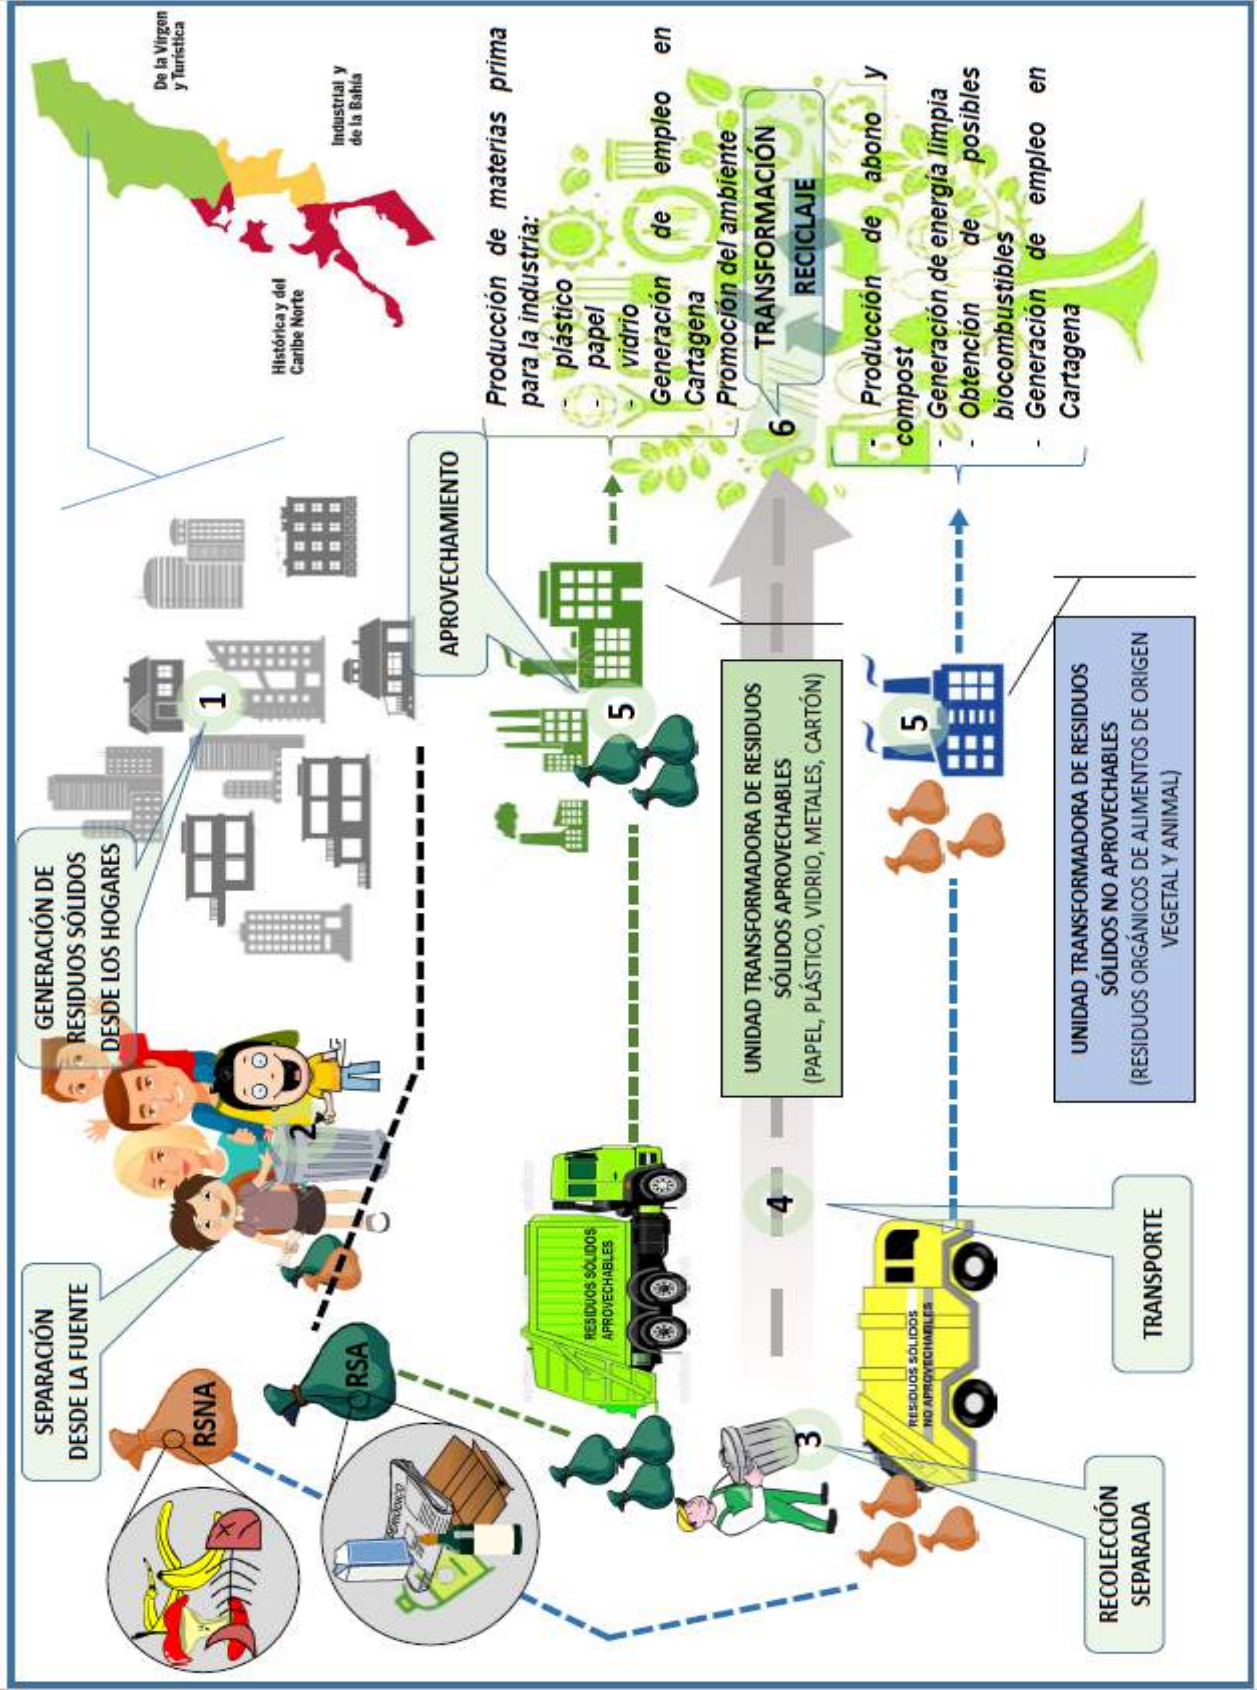 De la Virgen
y Turística
Industrial y
de la Bahía
Histórica y del
Caribe Norte
GENERACIÓN DE
RESIDUOS SÓLIDOS
DESDE LOS HOGARES
1
SEPARACIÓN
DESDE LA FUENTE
2
RSNA
RSA
PERIÓDICO
RESIDUOS SÓLIDOS
APROVECHABLES
3
RECOLECCIÓN
SEPARADA
RESIDUOS SÓLIDOS
NO APROVECHABLES
4
TRANSPORTE
APROVECHAMIENTO
5
5
UNIDAD TRANSFORMADORA DE RESIDUOS
SÓLIDOS APROVECHABLES
(PAPEL, PLÁSTICO, VIDRIO, METALES, CARTÓN)
UNIDAD TRANSFORMADORA DE RESIDUOS
SÓLIDOS NO APROVECHABLES
(RESIDUOS ORGÁNICOS DE ALIMENTOS DE ORIGEN
VEGETAL Y ANIMAL)
Producción de materias prima
para la industria:
- plástico
- papel
- vidrio
Generación de empleo en
Cartagena
Promoción del ambiente
6
TRANSFORMACIÓN
RECICLAJE
- Producción de abono y
compost
- Generación de energía limpia
- Obtención de posibles
biocombustibles
- Generación de empleo en
Cartagena